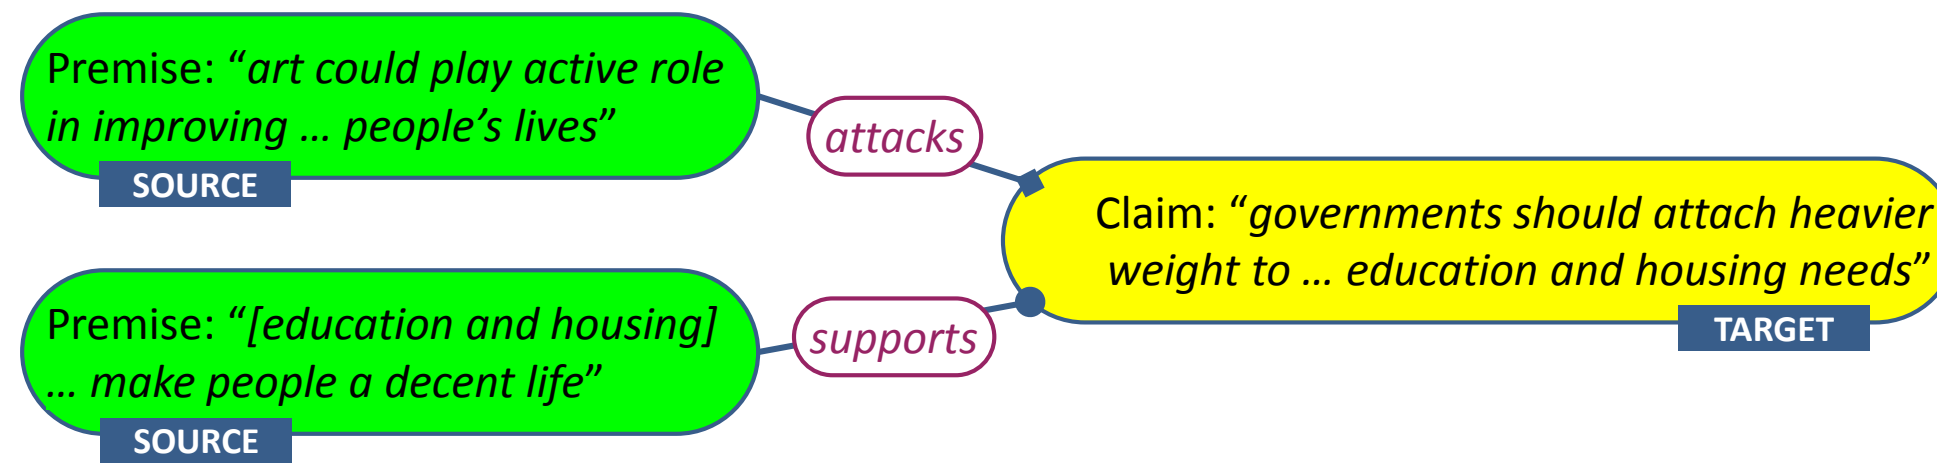 Premise: “art could play active role
in improving … people’s lives”
SOURCE
attacks
Premise: “[education and housing]
… make people a decent life”
SOURCE
supports
Claim: “governments should attach heavier
weight to … education and housing needs”
TARGET